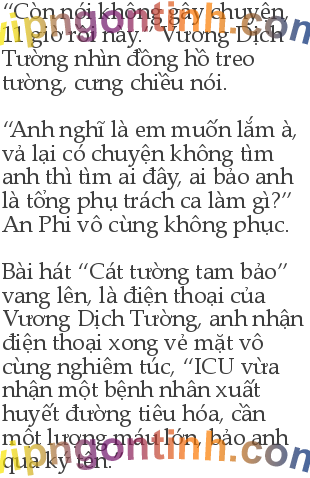 “Còn nói không gây chuyện,
11 giờ rồi này.” Vương Dịch
Tường nhìn đồng hồ treo
tường, cưng chiều nói.
“Anh nghĩ là em muốn lắm à,
vả lại có chuyện không tìm
anh thì tìm ai đây, ai bảo anh
là tổng phụ trách ca làm gì?”
An Phi vô cùng không phục.
Bài hát “Cát tường tam bảo”
vang lên, là điện thoại của
Vương Dịch Tường, anh nhận
điện thoại xong vẻ mặt vô
cùng nghiêm túc, “ICU vừa
nhận một bệnh nhân xuất
huyết đường tiêu hóa, cần
một lượng máu lớn, bảo anh
qua ký tên.”
vipngontinh.com
vipngontinh.com